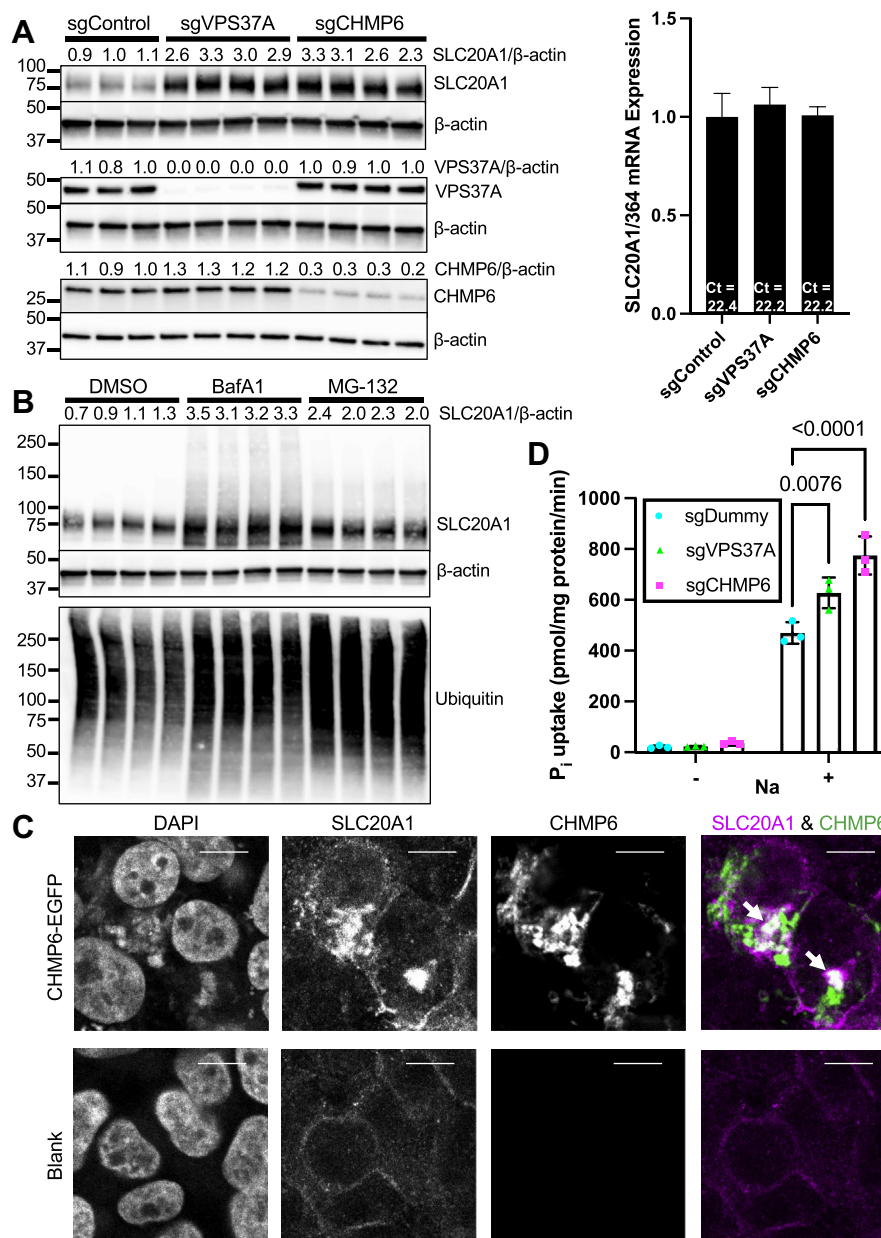 A
sgControl sgVPS37A sgCHMP6
0.9 1.0 1.1 2.6 3.3 3.0 2.9 3.3 3.1 2.6 2.3 SLC20A1/β-actin
100
75 SLC20A1
50
37 β-actin
1.1 0.8 1.0 0.0 0.0 0.0 0.0 1.0 0.9 1.0 1.0 VPS37A/β-actin
50 VPS37A
50
37 β-actin
1.1 0.9 1.0 1.3 1.3 1.2 1.2 0.3 0.3 0.3 0.2 CHMP6/β-actin
25 CHMP6
50
37 β-actin
SLC20A1/364 mRNA Expression
1.5
1.0
0.5
0.0
Ct = 22.4
Ct = 22.2
Ct = 22.2
sgControl
sgVPS37A
sgCHMP6
B
DMSO BafA1 MG-132
0.7 0.9 1.1 1.3 3.5 3.1 3.2 3.3 2.4 2.0 2.3 2.0 SLC20A1/β-actin
250
150
100
75 SLC20A1
50
37 β-actin
250
150
100 Ubiquitin
75
50
37
D
<0.0001
0.0076
Pi uptake (pmol/mg protein/min)
1000
800
600
400
200
0
sgDummy
sgVPS37A
sgCHMP6
- +
Na
C
DAPI SLC20A1 CHMP6 SLC20A1 & CHMP6
CHMP6-EGFP
Blank